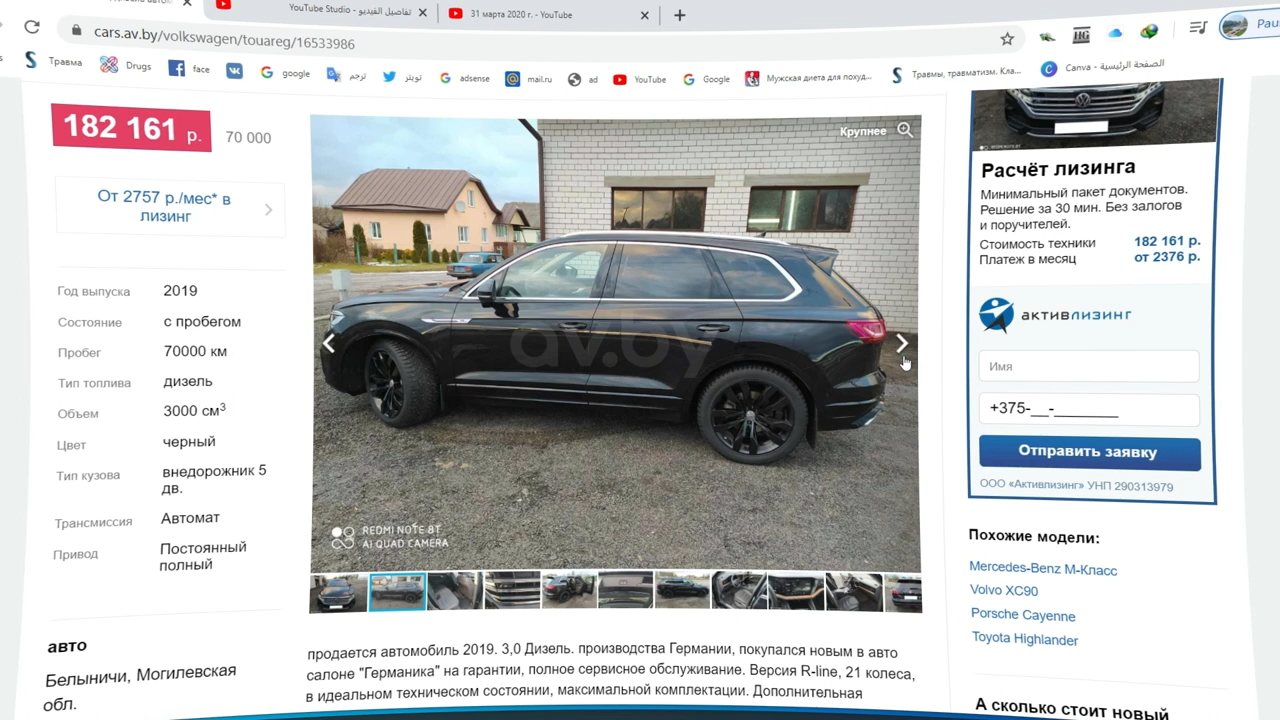 YouTube Studio - تفاصيل الفيديو
31 марта 2020 г. - YouTube
cars.av.by/volkswagen/touareg/16533986
Травма
Drugs
face
google
ترجم
تويتر
adsense
mail.ru
ad
YouTube
Google
Мужская диета для похуд...
Травмы, травматизм, Кла...
Canva - الصفحة الرئيسية
182 161 р.
70 000
От 2757 р./мес* в
лизинг
Год выпуска 2019
Состояние с пробегом
Пробег 70000 км
Тип топлива дизель
Объем 3000 см³
Цвет черный
Тип кузова внедорожник 5
дв.
Трансмиссия Автомат
Привод Постоянный
полный
авто
Белыничи, Могилевская
обл.
Крупнее
av.by
REDMI NOTE 8T
AI QUAD CAMERA
продается автомобиль 2019. 3,0 Дизель. производства Германии, покупался новым в авто
салоне "Германика" на гарантии, полное сервисное обслуживание. Версия R-line, 21 колеса,
в идеальном техническом состоянии, максимальной комплектации. Дополнительная
Расчёт лизинга
Минимальный пакет документов.
Решение за 30 мин. Без залогов
и поручителей.
Стоимость техники 182 161 р.
Платеж в месяц от 2376 р.
активлизинг
Имя
+375-__-_______
Отправить заявку
ООО «Активлизинг» УНП 290313979
Похожие модели:
Mercedes-Benz M-Класс
Volvo XC90
Porsche Cayenne
Toyota Highlander
А сколько стоит новый